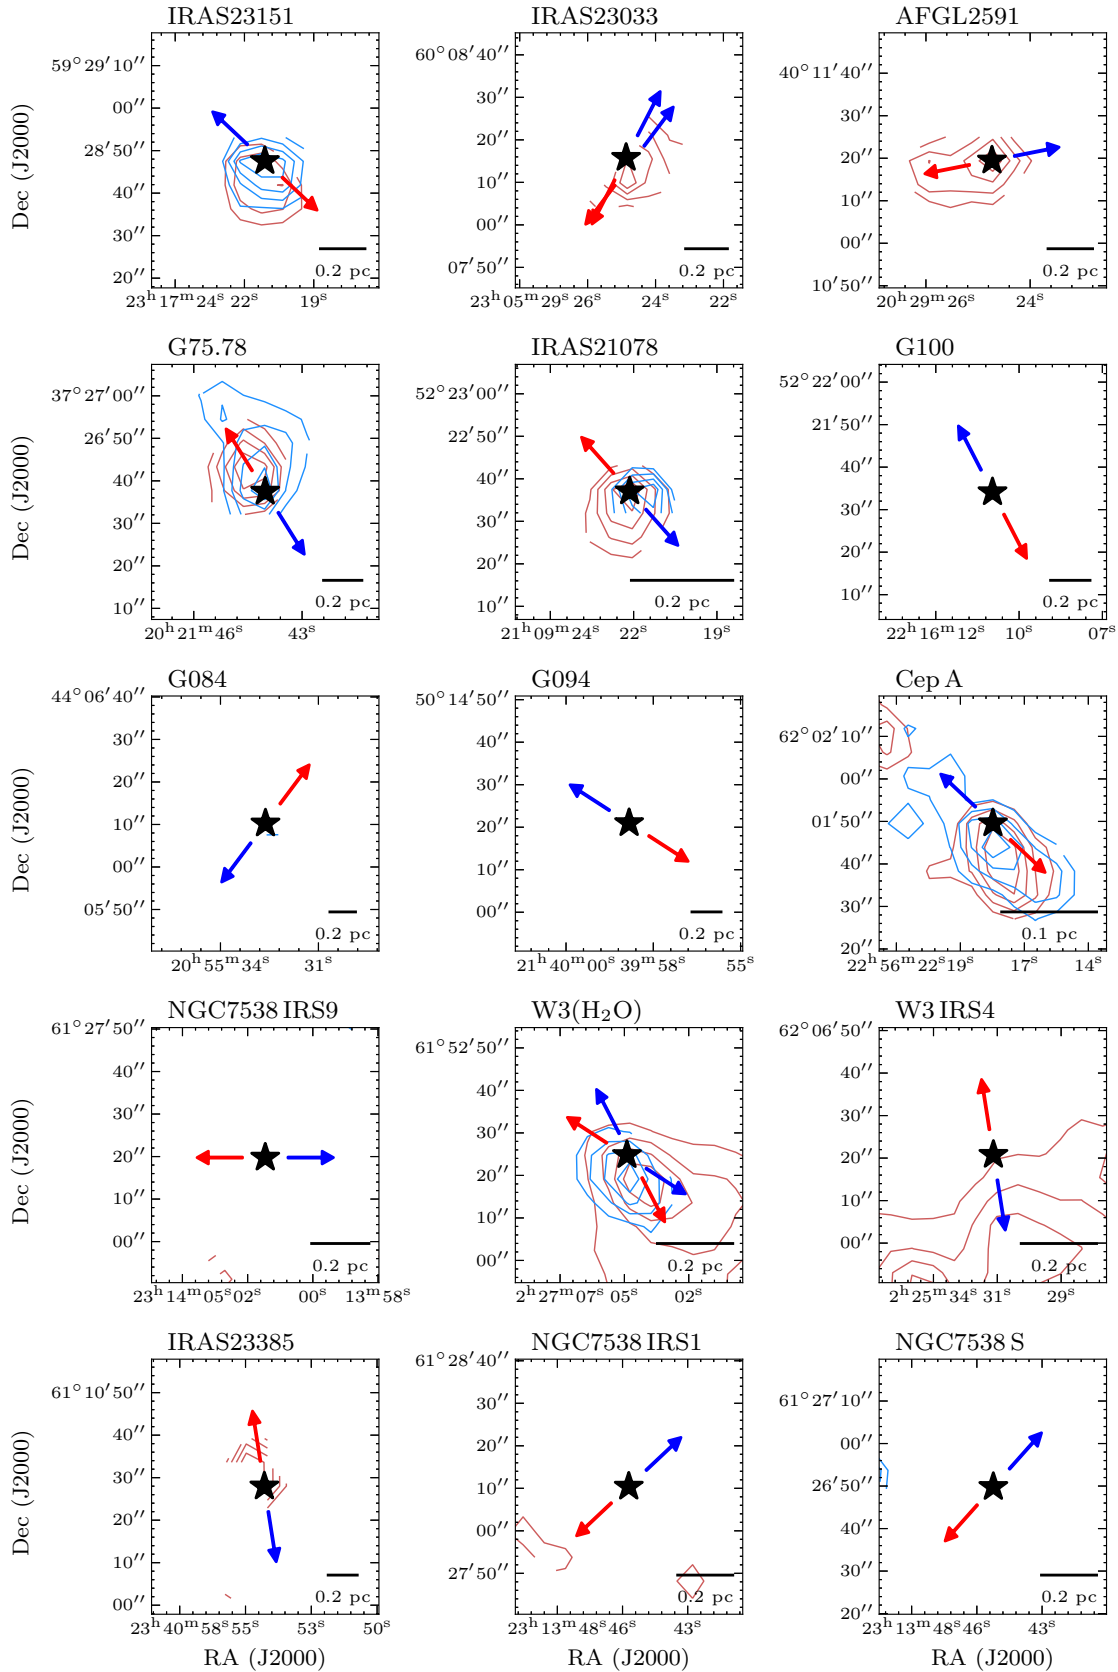 IRAS23151
IRAS23033
AFGL2591
Dec (J2000)
59°29′10′′
00′′
28′50′′
40′′
30′′
20′′
0.2 pc
23ʰ17ᵐ24ˢ 22ˢ 19ˢ
60°08′40′′
30′′
20′′
10′′
00′′
07′50′′
0.2 pc
23ʰ05ᵐ29ˢ 26ˢ 24ˢ 22ˢ
40°11′40′′
20′′
00′′
10′50′′
0.2 pc
20ʰ29ᵐ26ˢ 24ˢ
G75.78
IRAS21078
G100
Dec (J2000)
37°27′00′′
26′50′′
40′′
30′′
20′′
10′′
0.2 pc
20ʰ21ᵐ46ˢ 43ˢ
52°23′00′′
22′50′′
40′′
30′′
20′′
10′′
0.2 pc
21ʰ09ᵐ24ˢ 22ˢ 19ˢ
52°22′00′′
21′50′′
40′′
30′′
20′′
10′′
0.2 pc
22ʰ16ᵐ12ˢ 10ˢ 07ˢ
G084
G094
Cep A
Dec (J2000)
44°06′40′′
30′′
20′′
10′′
00′′
05′50′′
0.2 pc
20ʰ55ᵐ34ˢ 31ˢ
50°14′50′′
40′′
30′′
20′′
10′′
00′′
0.2 pc
21ʰ40ᵐ00ˢ 39ᵐ58ˢ 55ˢ
62°02′10′′
00′′
01′50′′
40′′
30′′
20′′
0.1 pc
22ʰ56ᵐ22ˢ 19ˢ 17ˢ 14ˢ
NGC7538 IRS9
W3(H₂O)
W3 IRS4
Dec (J2000)
61°27′50′′
40′′
30′′
20′′
10′′
00′′
0.2 pc
23ʰ14ᵐ05ˢ 02ˢ 00ˢ 13ᵐ58ˢ
61°52′50′′
40′′
30′′
20′′
10′′
00′′
0.2 pc
2ʰ27ᵐ07ˢ 05ˢ 02ˢ
62°06′50′′
40′′
30′′
20′′
10′′
00′′
0.2 pc
2ʰ25ᵐ34ˢ 31ˢ 29ˢ
IRAS23385
NGC7538 IRS1
NGC7538 S
Dec (J2000)
61°10′50′′
40′′
30′′
20′′
10′′
00′′
0.2 pc
23ʰ40ᵐ58ˢ 55ˢ 53ˢ 50ˢ
RA (J2000)
61°28′40′′
30′′
20′′
10′′
00′′
27′50′′
0.2 pc
23ʰ13ᵐ48ˢ 46ˢ 43ˢ
RA (J2000)
61°27′10′′
00′′
26′50′′
40′′
30′′
20′′
0.2 pc
23ʰ13ᵐ48ˢ 46ˢ 43ˢ
RA (J2000)